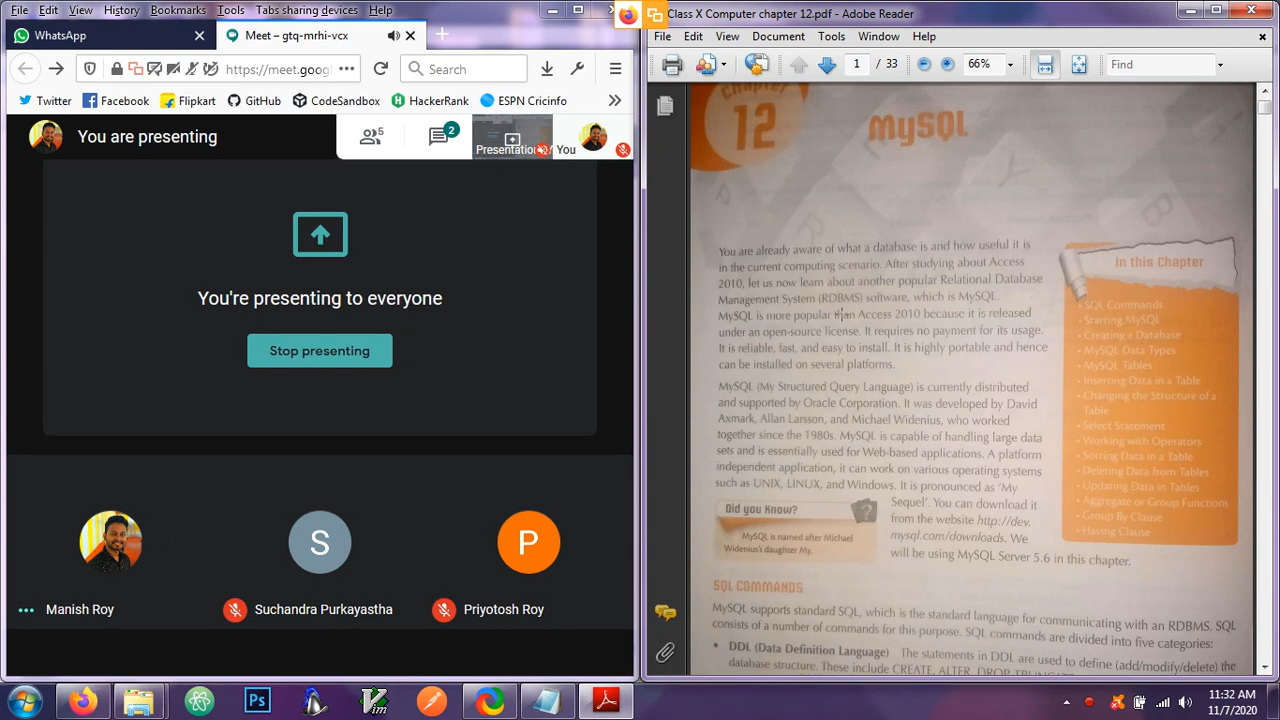 File Edit View History Bookmarks Tools Tabs sharing devices Help
WhatsApp
Meet – gtq-mrhi-vcx
https://meet.goog
Search
Twitter Facebook Flipkart GitHub CodeSandbox HackerRank ESPN Cricinfo
You are presenting
5
2
Presentation
You
You're presenting to everyone
Stop presenting
S
P
Manish Roy
Suchandra Purkayastha
Priyotosh Roy
Class X Computer chapter 12.pdf - Adobe Reader
File Edit View Document Tools Window Help
1 / 33
66%
Find
Chapter
12
MySQL
You are already aware of what a database is and how useful it is
in the current computing scenario. After studying about Access
2010, let us now learn about another popular Relational Database
Management System (RDBMS) software, which is MySQL.
MySQL is more popular than Access 2010 because it is released
under an open-source license. It requires no payment for its usage.
It is reliable, fast, and easy to install. It is highly portable and hence
can be installed on several platforms.
MySQL (My Structured Query Language) is currently distributed
and supported by Oracle Corporation. It was developed by David
Axmark, Allan Larsson, and Michael Widenius, who worked
together since the 1980s. MySQL is capable of handling large data
sets and is essentially used for Web-based applications. A platform
independent application, it can work on various operating systems
such as UNIX, LINUX, and Windows. It is pronounced as 'My
Sequel'. You can download it
from the website http://dev.
mysql.com/downloads. We
will be using MySQL Server 5.6 in this chapter.
Did you Know?
?
MySQL is named after Michael
Widenius's daughter My.
In this Chapter
• SQL Commands
• Starting MySQL
• Creating a Database
• MySQL Data Types
• MySQL Tables
• Inserting Data in a Table
• Changing the Structure of a
Table
• Select Statement
• Working with Operators
• Sorting Data in a Table
• Deleting Data from Tables
• Updating Data in Tables
• Aggregate or Group Functions
• Group By Clause
• Having Clause
SQL COMMANDS
MySQL supports standard SQL, which is the standard language for communicating with an RDBMS. SQL
consists of a number of commands for this purpose. SQL commands are divided into five categories:
• DDL (Data Definition Language) The statements in DDL are used to define (add/modify/delete) the
database structure. These include CREATE, ALTER, DROP, TRUNCATE
Ps
11:32 AM
11/7/2020